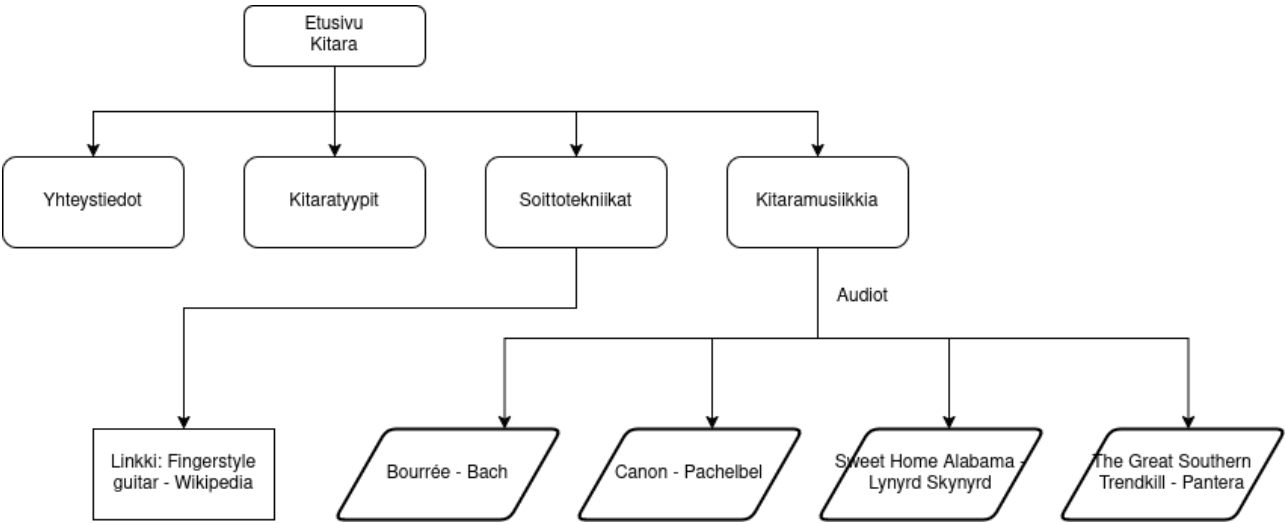 Etusivu
Kitara
Yhteystiedot
Kitaratyypit
Soittotekniikat
Kitaramusiikkia
Audiot
Linkki: Fingerstyle
guitar - Wikipedia
Bourrée - Bach
Canon - Pachelbel
Sweet Home Alabama -
Lynyrd Skynyrd
The Great Southern
Trendkill - Pantera